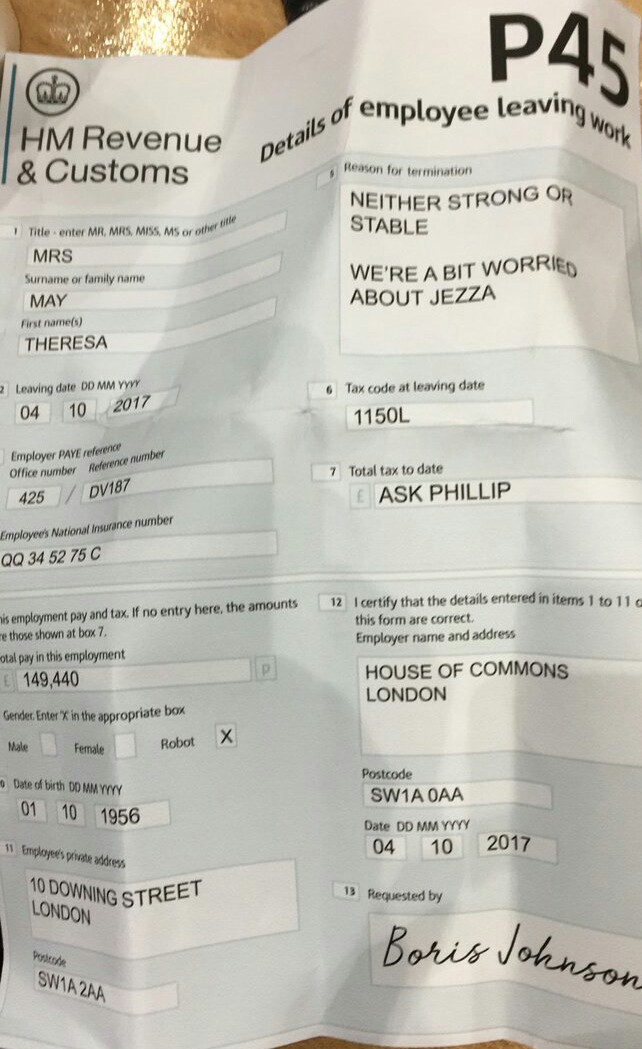 P45
Details of employee leaving work
HM Revenue
& Customs
1 Title - enter MR, MRS, MISS, MS or other title
MRS
Surname or family name
MAY
First name(s)
THERESA
2 Leaving date DD MM YYYY
04 10 2017
Employer PAYE reference
Office number Reference number
425 / DV187
Employee's National Insurance number
QQ 34 52 75 C
5 Reason for termination
NEITHER STRONG OR
STABLE
WE'RE A BIT WORRIED
ABOUT JEZZA
6 Tax code at leaving date
1150L
7 Total tax to date
£ ASK PHILLIP
his employment pay and tax. If no entry here, the amounts
re those shown at box 7.
otal pay in this employment
£ 149,440 p
Gender. Enter 'X' in the appropriate box
Male Female Robot X
0 Date of birth DD MM YYYY
01 10 1956
11 Employee's private address
10 DOWNING STREET
LONDON
Postcode
SW1A 2AA
12 I certify that the details entered in items 1 to 11 o
this form are correct.
Employer name and address
HOUSE OF COMMONS
LONDON
Postcode
SW1A 0AA
Date DD MM YYYY
04 10 2017
13 Requested by
Boris Johnson